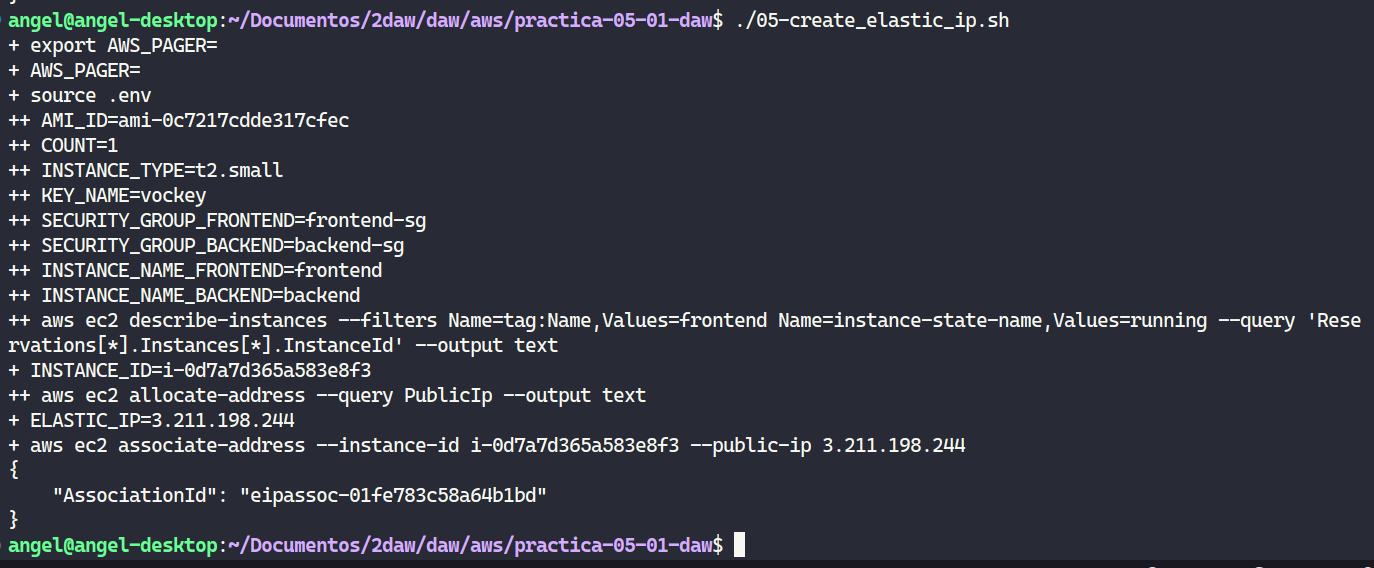 angel@angel-desktop:~/Documentos/2daw/daw/aws/practica-05-01-daw$ ./05-create_elastic_ip.sh
+ export AWS_PAGER=
+ AWS_PAGER=
+ source .env
++ AMI_ID=ami-0c7217cdde317cfec
++ COUNT=1
++ INSTANCE_TYPE=t2.small
++ KEY_NAME=vockey
++ SECURITY_GROUP_FRONTEND=frontend-sg
++ SECURITY_GROUP_BACKEND=backend-sg
++ INSTANCE_NAME_FRONTEND=frontend
++ INSTANCE_NAME_BACKEND=backend
++ aws ec2 describe-instances --filters Name=tag:Name,Values=frontend Name=instance-state-name,Values=running --query 'Rese
rvations[*].Instances[*].InstanceId' --output text
+ INSTANCE_ID=i-0d7a7d365a583e8f3
++ aws ec2 allocate-address --query PublicIp --output text
+ ELASTIC_IP=3.211.198.244
+ aws ec2 associate-address --instance-id i-0d7a7d365a583e8f3 --public-ip 3.211.198.244
{
    "AssociationId": "eipassoc-01fe783c58a64b1bd"
}
angel@angel-desktop:~/Documentos/2daw/daw/aws/practica-05-01-daw$